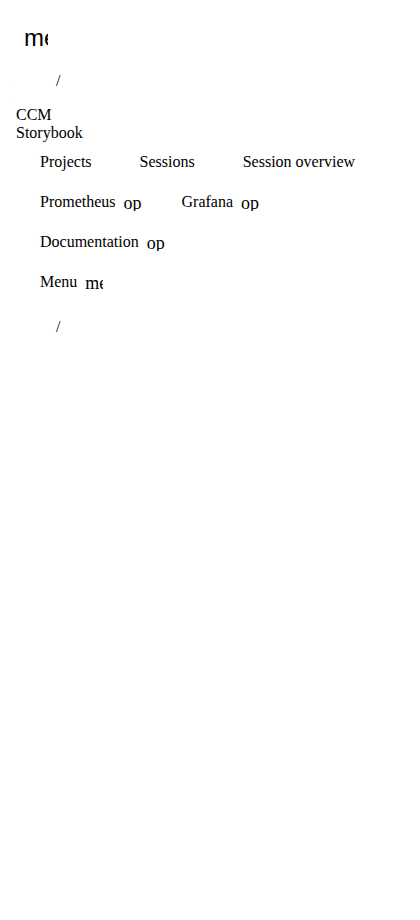 me
/
CCM
Storybook
Projects Sessions Session overview
Prometheus op Grafana op
Documentation op
Menu me
/